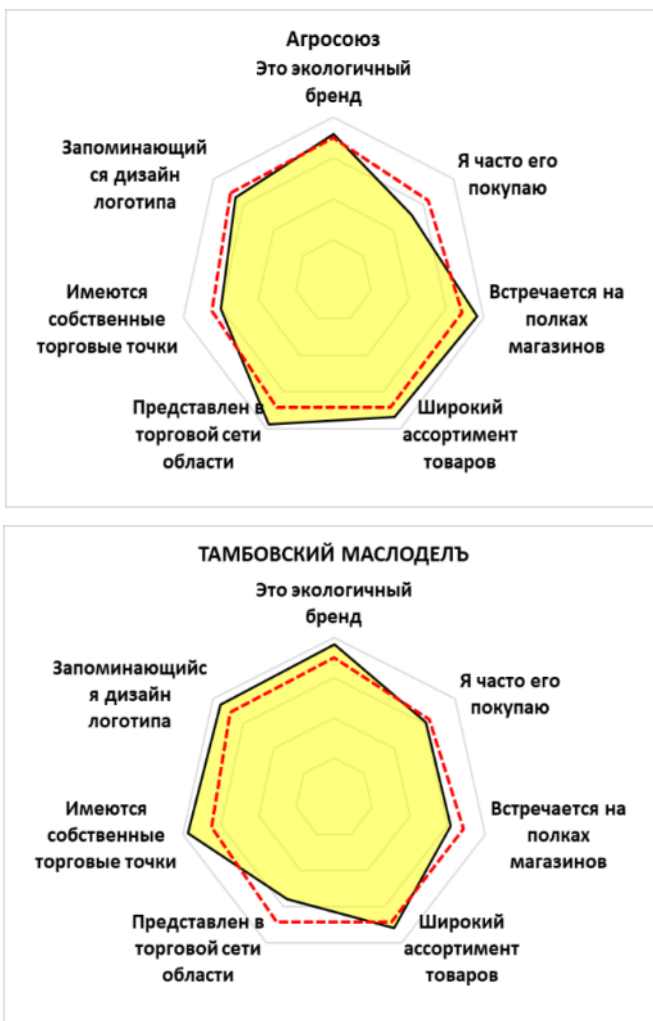 Агросоюз
Это экологичный
бренд
Запоминающий
ся дизайн
логотипа
Я часто его
покупаю
Имеются
собственные
торговые точки
Встречается на
полках
магазинов
Представлен в
торговой сети
области
Широкий
ассортимент
товаров
ТАМБОВСКИЙ МАСЛОДЕЛЪ
Это экологичный
бренд
Запоминающийс
я дизайн
логотипа
Я часто его
покупаю
Имеются
собственные
торговые точки
Встречается на
полках
магазинов
Представлен в
торговой сети
области
Широкий
ассортимент
товаров